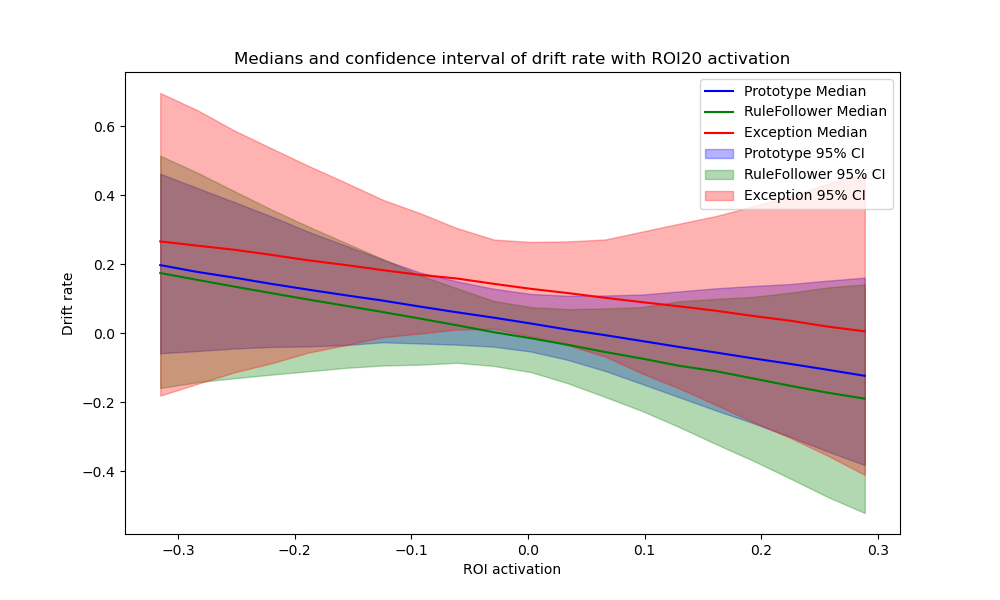 Medians and confidence interval of drift rate with ROI20 activation
Prototype Median
RuleFollower Median
Exception Median
Prototype 95% CI
RuleFollower 95% CI
Exception 95% CI
Drift rate
0.6
0.4
0.2
0.0
−0.2
−0.4
−0.3
−0.2
−0.1
0.0
0.1
0.2
0.3
ROI activation